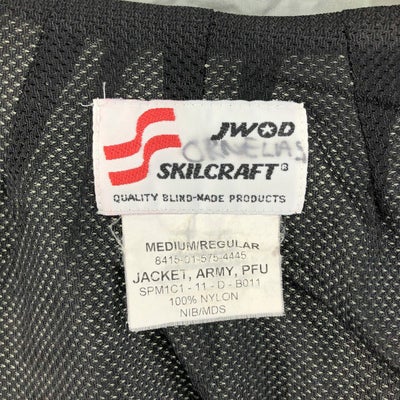 JWOD
ORNELAS
SKILCRAFT®
QUALITY BLIND-MADE PRODUCTS
MEDIUM/REGULAR
8415-01-575-4445
JACKET, ARMY, PFU
SPM1C1 - 11 - D - B011
100% NYLON
NIB/MDS